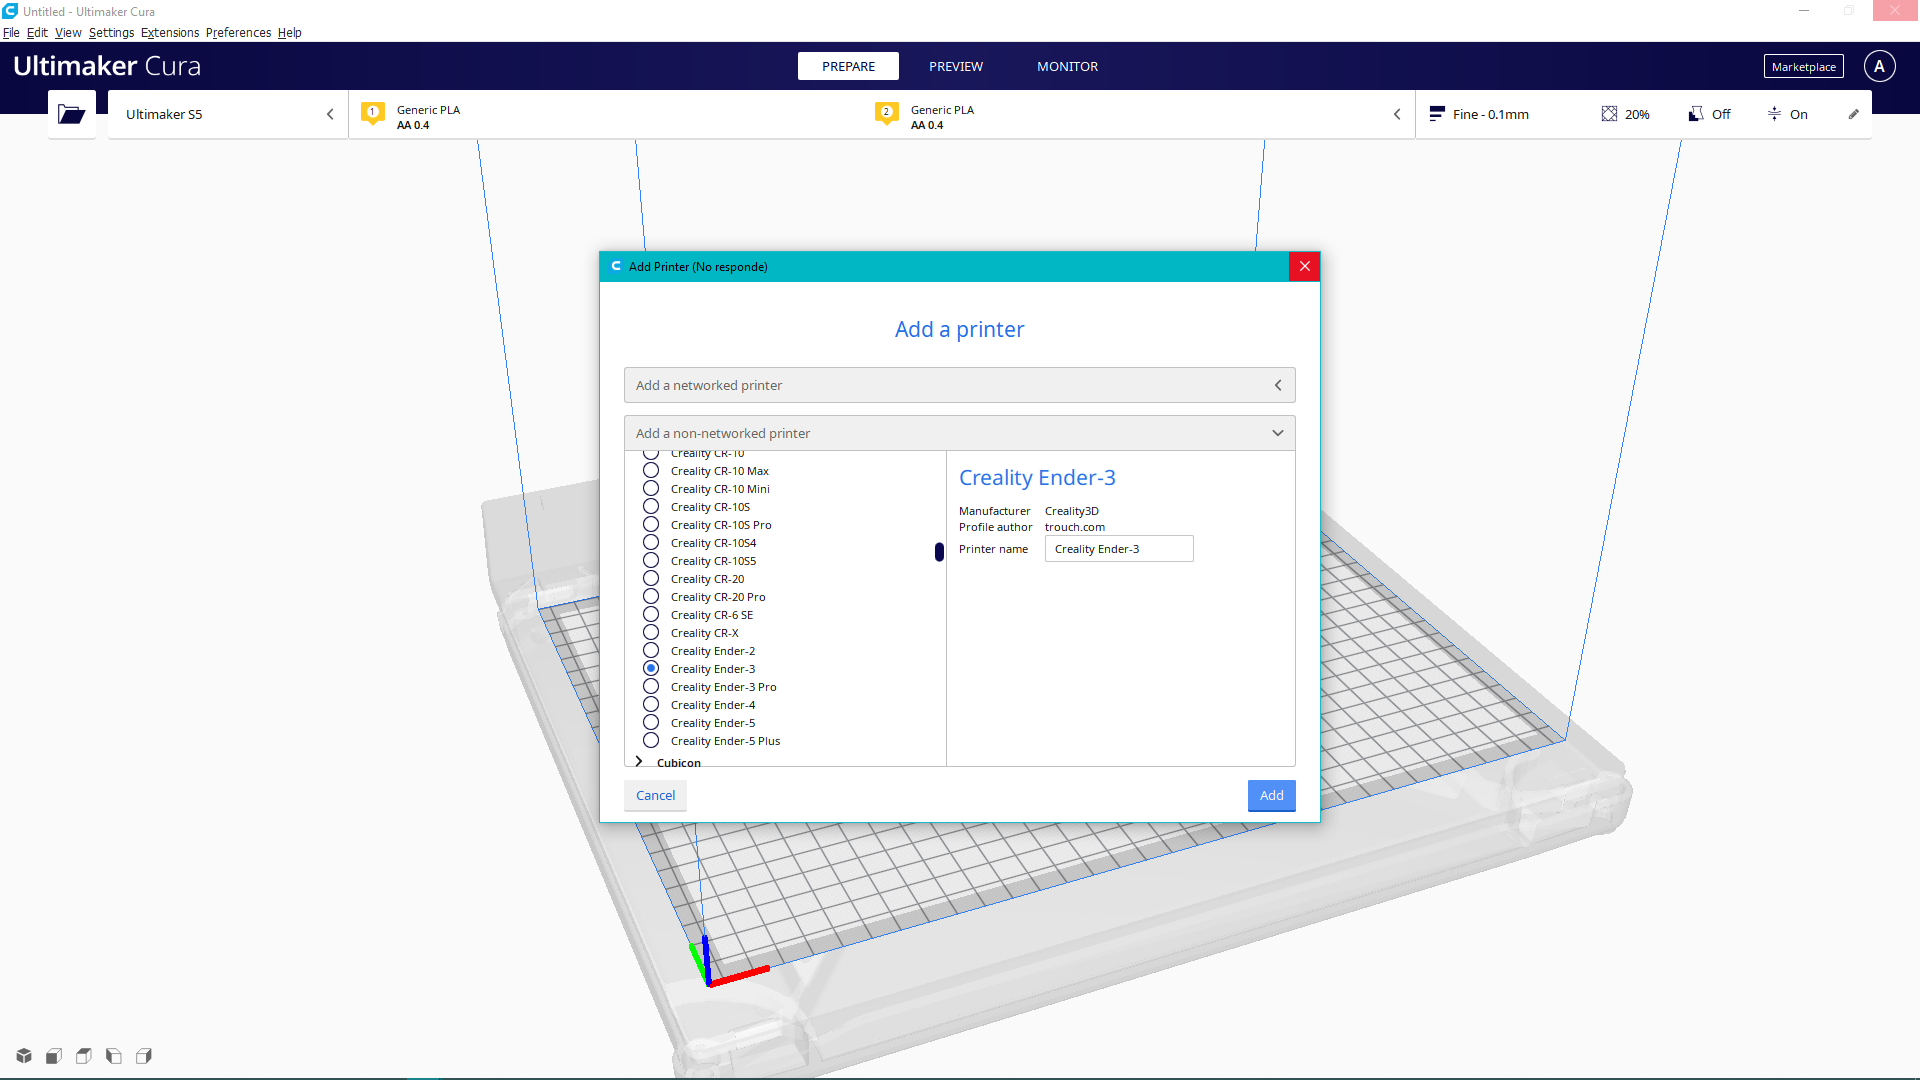 Untitled - Ultimaker Cura
File Edit View Settings Extensions Preferences Help
Ultimaker Cura
PREPARE
PREVIEW
MONITOR
Marketplace
A
Ultimaker S5
1
Generic PLA
AA 0.4
2
Generic PLA
AA 0.4
Fine - 0.1mm
20%
Off
On
Add Printer (No responde)
Add a printer
Add a networked printer
Add a non-networked printer
Creality CR-10
Creality CR-10 Max
Creality CR-10 Mini
Creality CR-10S
Creality CR-10S Pro
Creality CR-10S4
Creality CR-10S5
Creality CR-20
Creality CR-20 Pro
Creality CR-6 SE
Creality CR-X
Creality Ender-2
Creality Ender-3
Creality Ender-3 Pro
Creality Ender-4
Creality Ender-5
Creality Ender-5 Plus
Cubicon
Creality Ender-3
Manufacturer Creality3D
Profile author trouch.com
Printer name Creality Ender-3
Cancel
Add